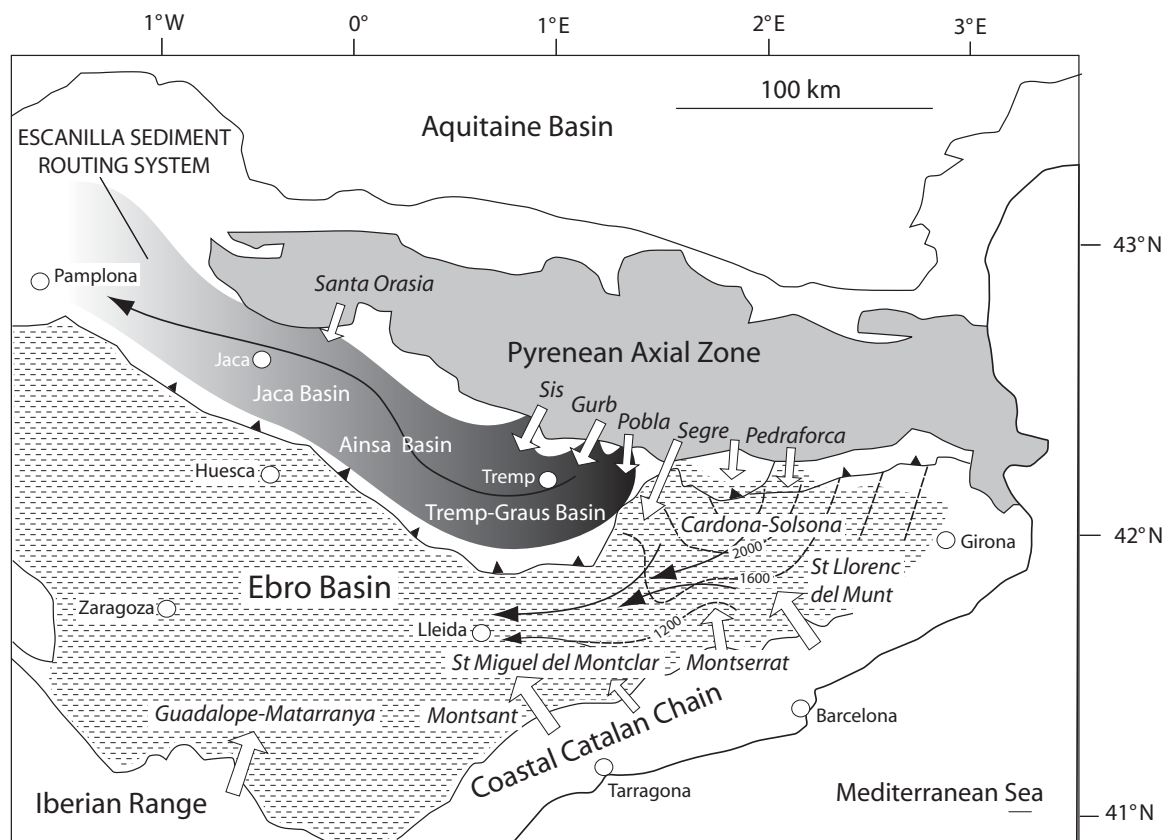 1°W 0° 1°E 2°E 3°E
100 km
Aquitaine Basin
ESCANILLA SEDIMENT
ROUTING SYSTEM
43°N
Pamplona
Santa Orasia
Pyrenean Axial Zone
Jaca
Jaca Basin
Sis
Gurb
Pobla
Segre
Pedraforca
Ainsa Basin
Huesca
Tremp
Tremp-Graus Basin
Cardona-Solsona
42°N
Girona
2000
St Llorenc
del Munt
1600
Ebro Basin
Zaragoza
Lleida
1200
St Miguel del Montclar
Montserrat
Guadalope-Matarranya
Montsant
Coastal Catalan Chain
Barcelona
Tarragona
Iberian Range
Mediterranean Sea
41°N